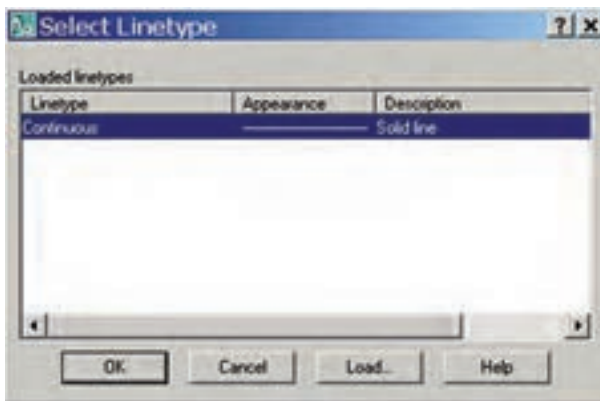 Select Linetype
Loaded linetypes
Linetype Appearance Description
Continuous Solid line
OK Cancel Load... Help